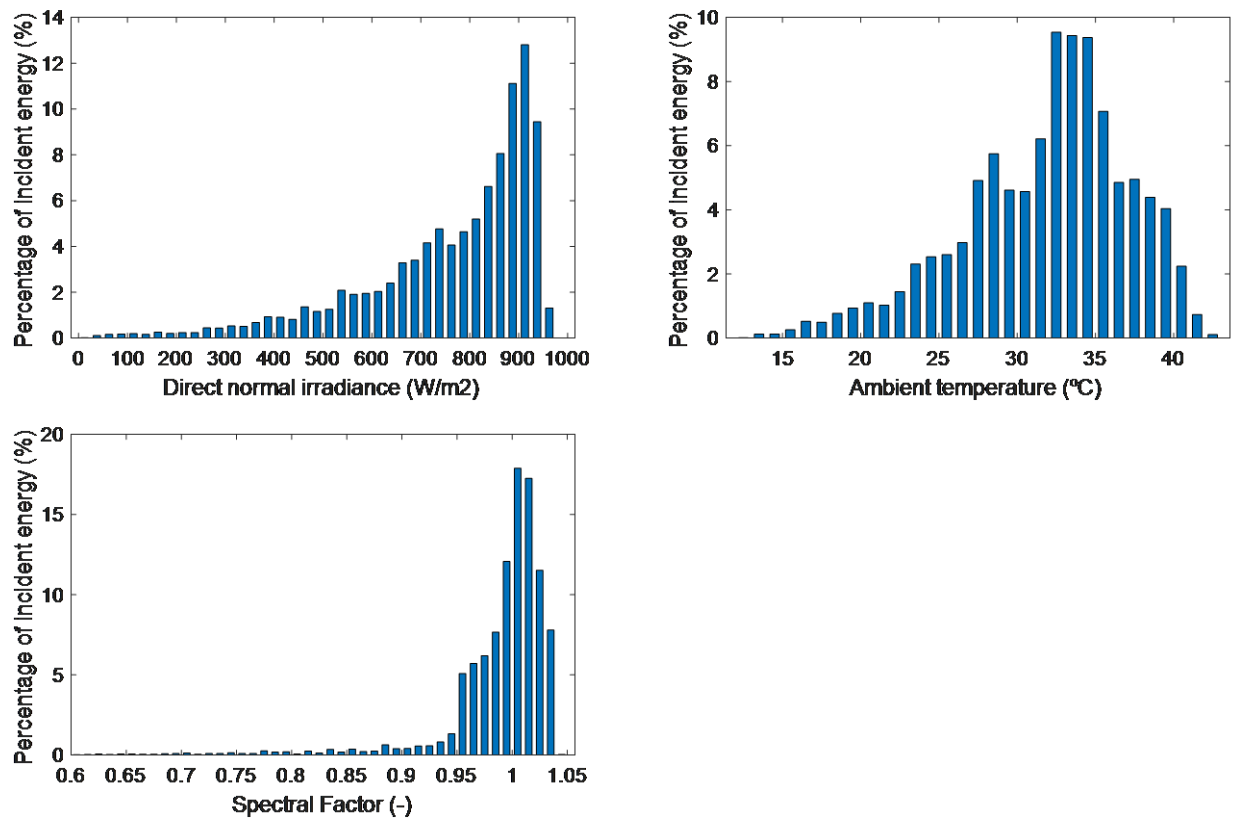 Percentage of Incident energy (%)
14
12
10
8
6
4
2
0
0 100 200 300 400 500 600 700 800 900 1000
Direct normal irradiance (W/m2)
Percentage of Incident energy (%)
10
8
6
4
2
0
15 20 25 30 35 40
Ambient temperature (ºC)
Percentage of Incident energy (%)
20
15
10
5
0
0.6 0.65 0.7 0.75 0.8 0.85 0.9 0.95 1 1.05
Spectral Factor (-)